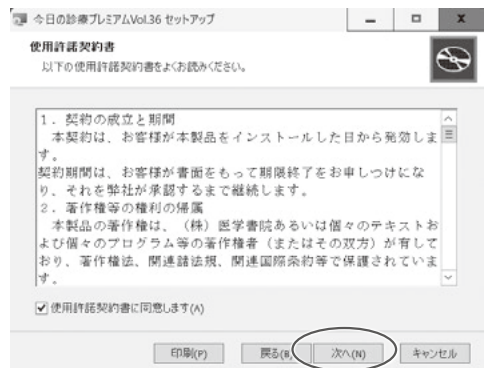 今日の診療プレミアムVol.36 セットアップ
使用許諾契約書
以下の使用許諾契約書をよくお読みください。
1．契約の成立と期間
本契約は、お客様が本製品をインストールした日から発効しま
す。
契約期間は、お客様が書面をもって期限終了をお申しつけにな
り、それを弊社が承認するまで継続します。
2．著作権等の権利の帰属
本製品の著作権は、（株）医学書院あるいは個々のテキストお
よび個々のプログラム等の著作権者（またはその双方）が有して
おり、著作権法、関連諸法規、関連国際条約等で保護されていま
す。
使用許諾契約書に同意します(A)
印刷(P) 戻る(B) 次へ(N) キャンセル